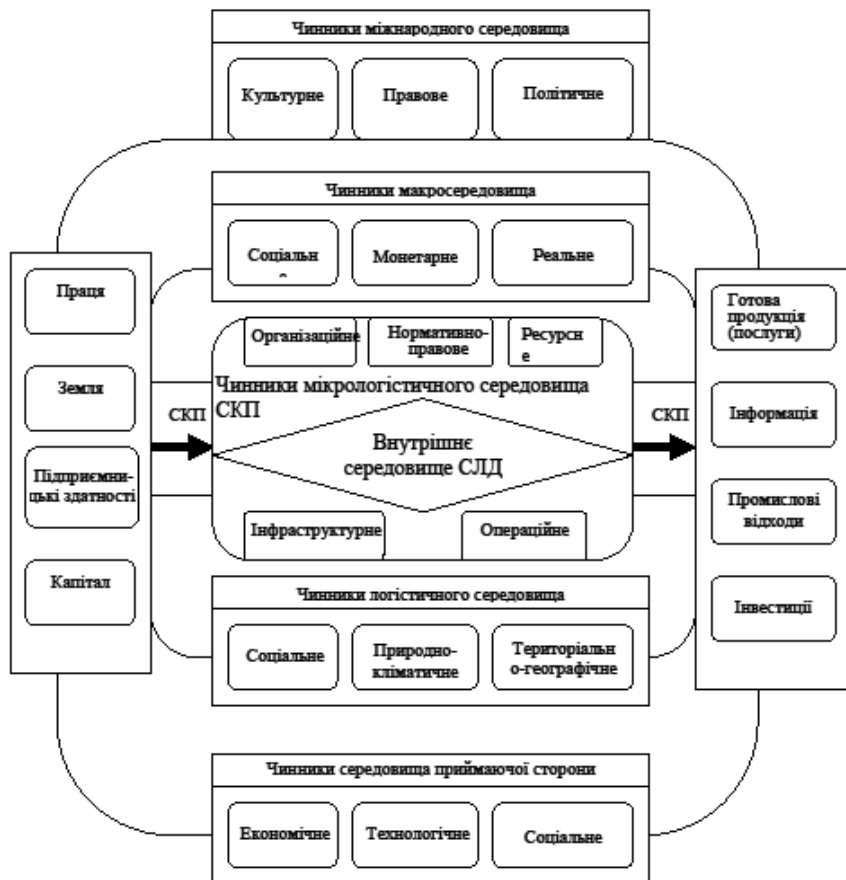 Чинники міжнародного середовища
Культурне
Правове
Політичне
Чинники макросередовища
Соціальн
Монетарне
Реальне
Праця
Земля
Підприємни-
цькі здатності
Капітал
СКП
Організаційне
Нормативно-
правове
Ресурсн
е
Чинники мікрологістичного середовища
СКП
Внутрішнє
середовище СЛД
Інфраструктурне
Операційне
СКП
Готова
продукція
(послуги)
Інформація
Промислові
відходи
Інвестиції
Чинники логістичного середовища
Соціальне
Природно-
кліматичне
Територіальн
о-географічне
Чинники середовища приймаючої сторони
Економічне
Технологічне
Соціальне